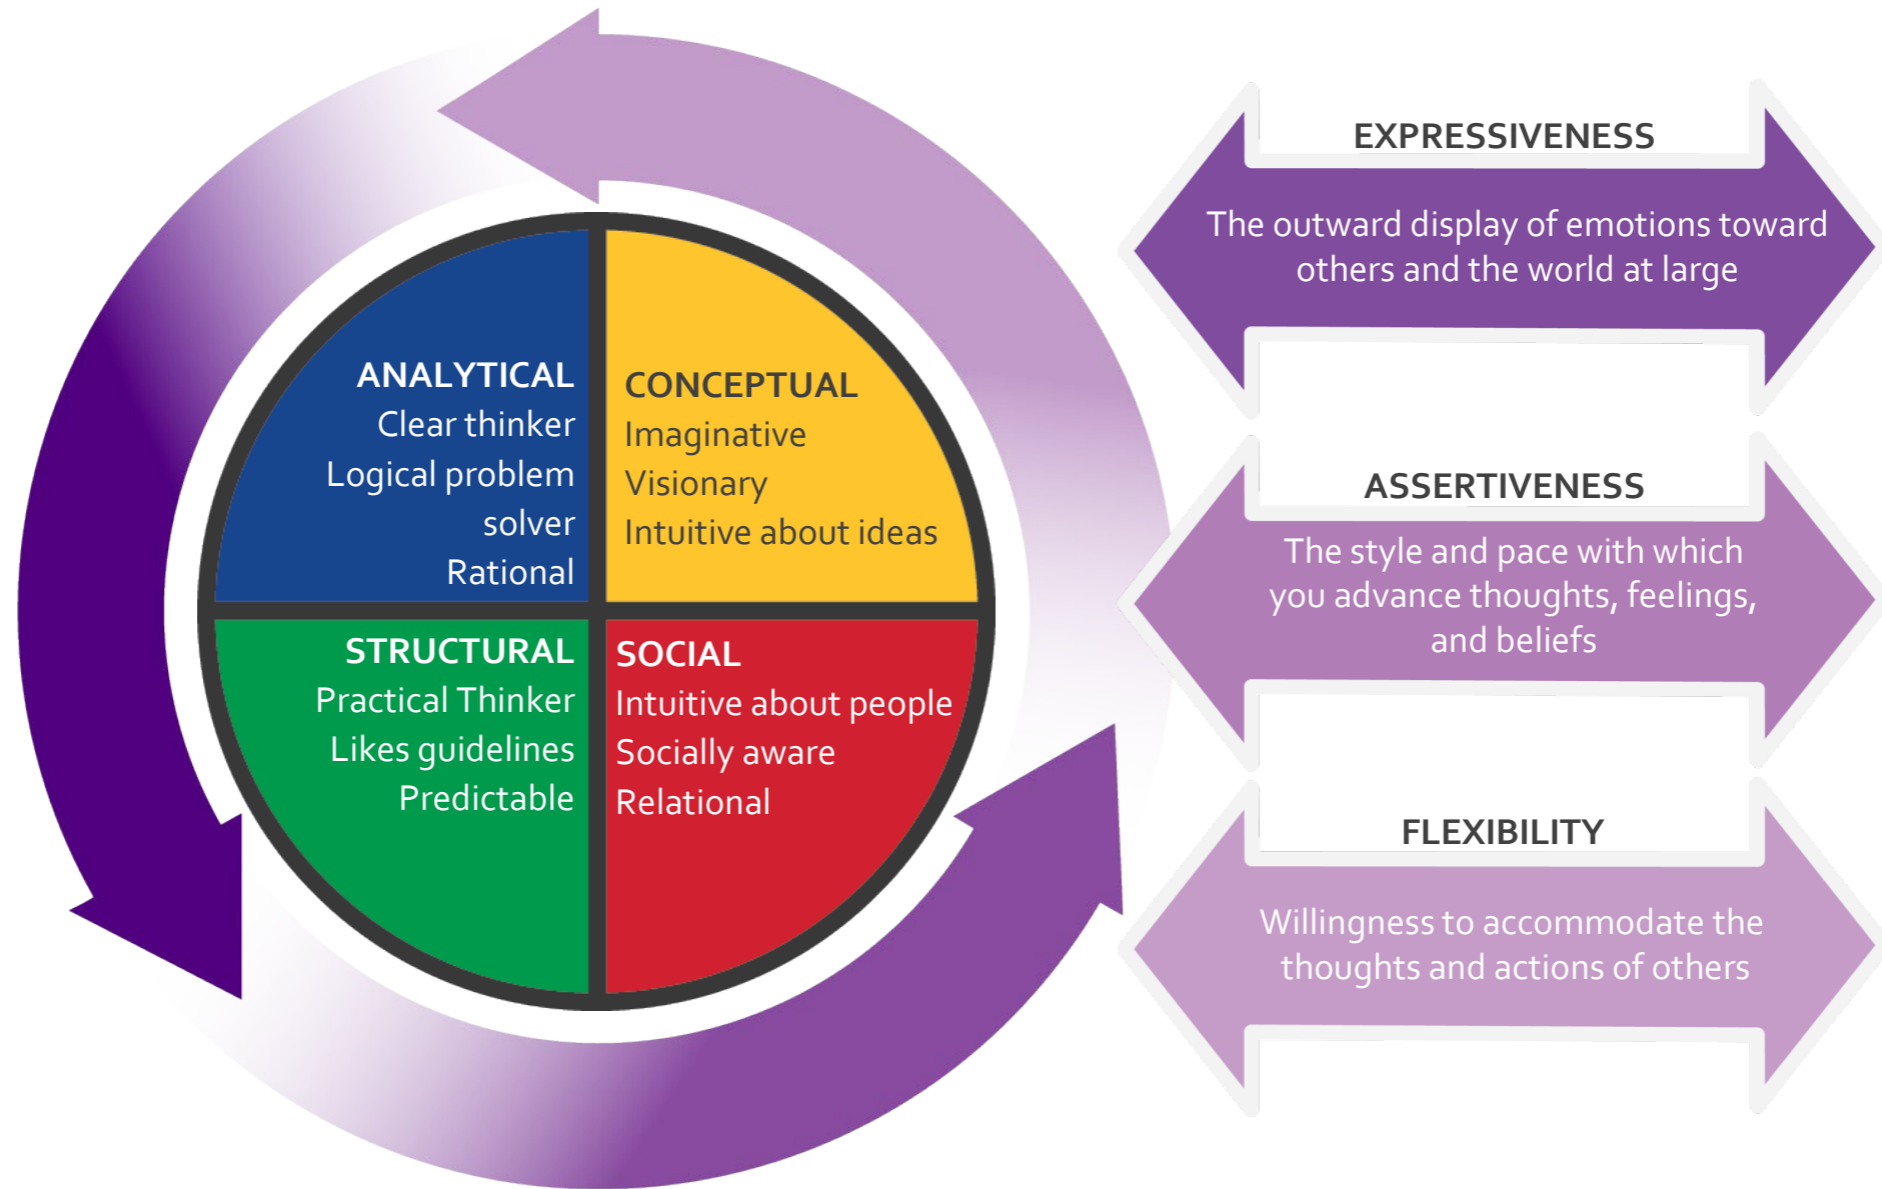 ANALYTICAL
Clear thinker
Logical problem
solver
Rational
CONCEPTUAL
Imaginative
Visionary
Intuitive about ideas
STRUCTURAL
Practical Thinker
Likes guidelines
Predictable
SOCIAL
Intuitive about people
Socially aware
Relational
EXPRESSIVENESS
The outward display of emotions toward
others and the world at large
ASSERTIVENESS
The style and pace with which
you advance thoughts, feelings,
and beliefs
FLEXIBILITY
Willingness to accommodate the
thoughts and actions of others